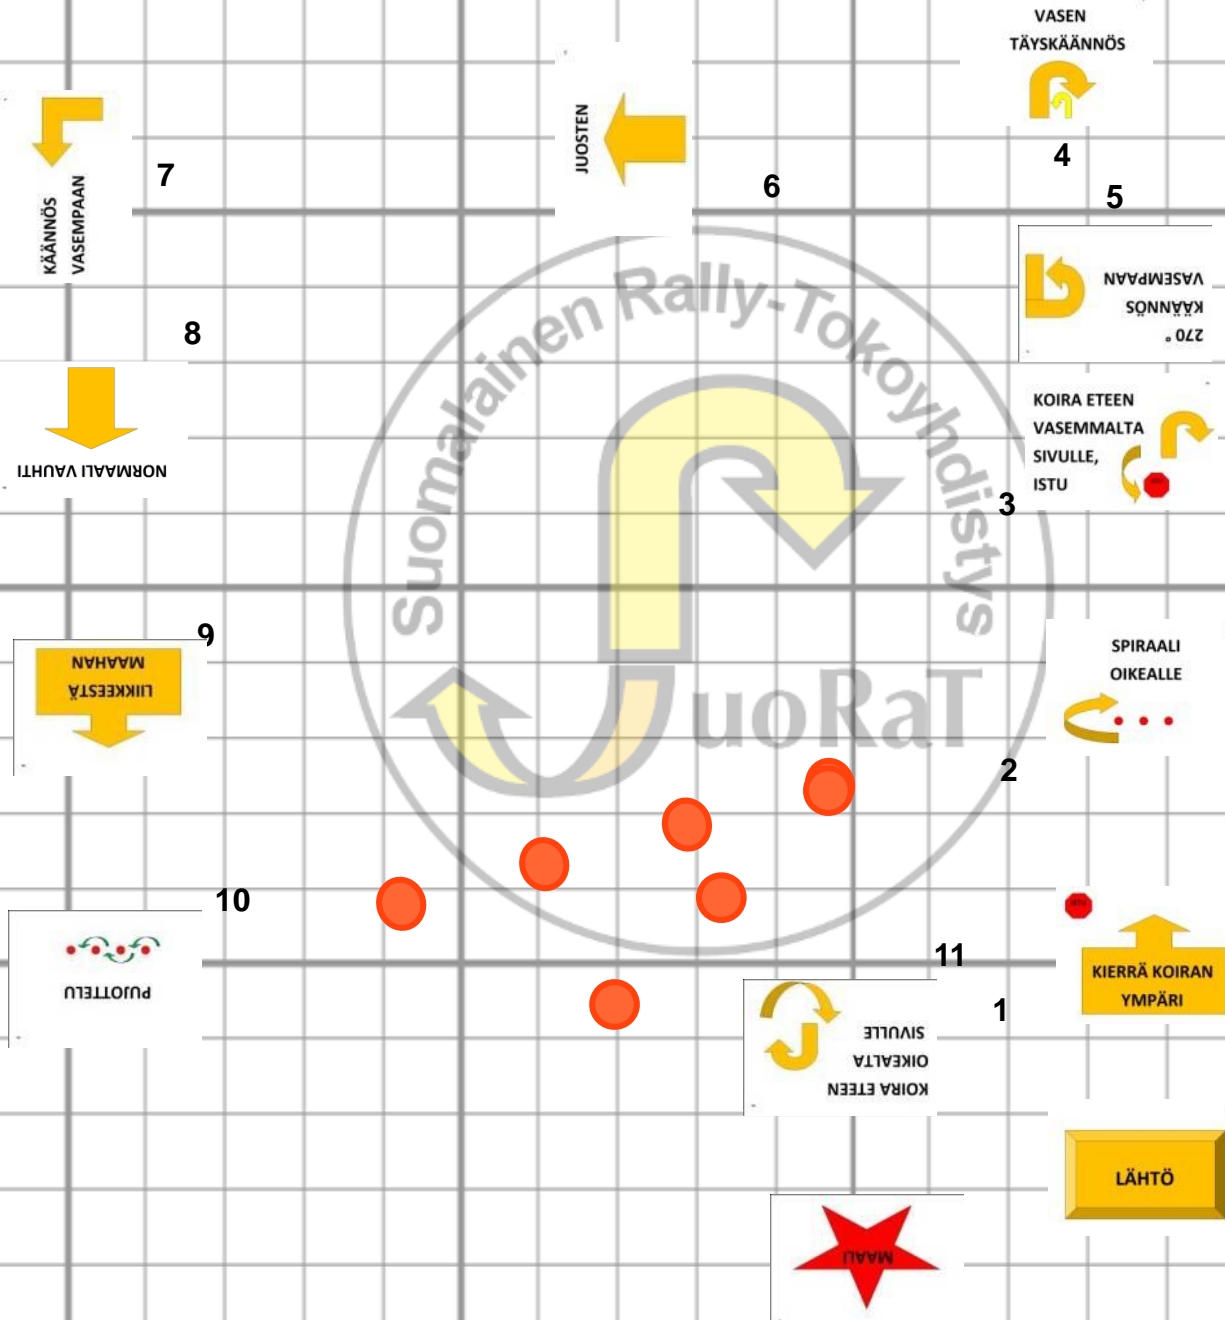 VASEN
TÄYSKÄÄNNÖS
4
JUOSTEN
6
7
KÄÄNNÖS
VASEMPAAN
5
270°
KÄÄNNÖS
VASEMPAAN
Suomalainen Rally-Tokoyhdistys
8
NORMAALI VAUHTI
KOIRA ETEEN
VASEMMALTA
SIVULLE,
ISTU
3
9
LIIKKEESTÄ
MAAHAN
SPIRAALI
OIKEALLE
SuoRaT
2
10
PUJOTTELU
11
KIERRÄ KOIRAN
YMPÄRI
1
KOIRA ETEEN
OIKEALTA
SIVULLE
LÄHTÖ
MAALI